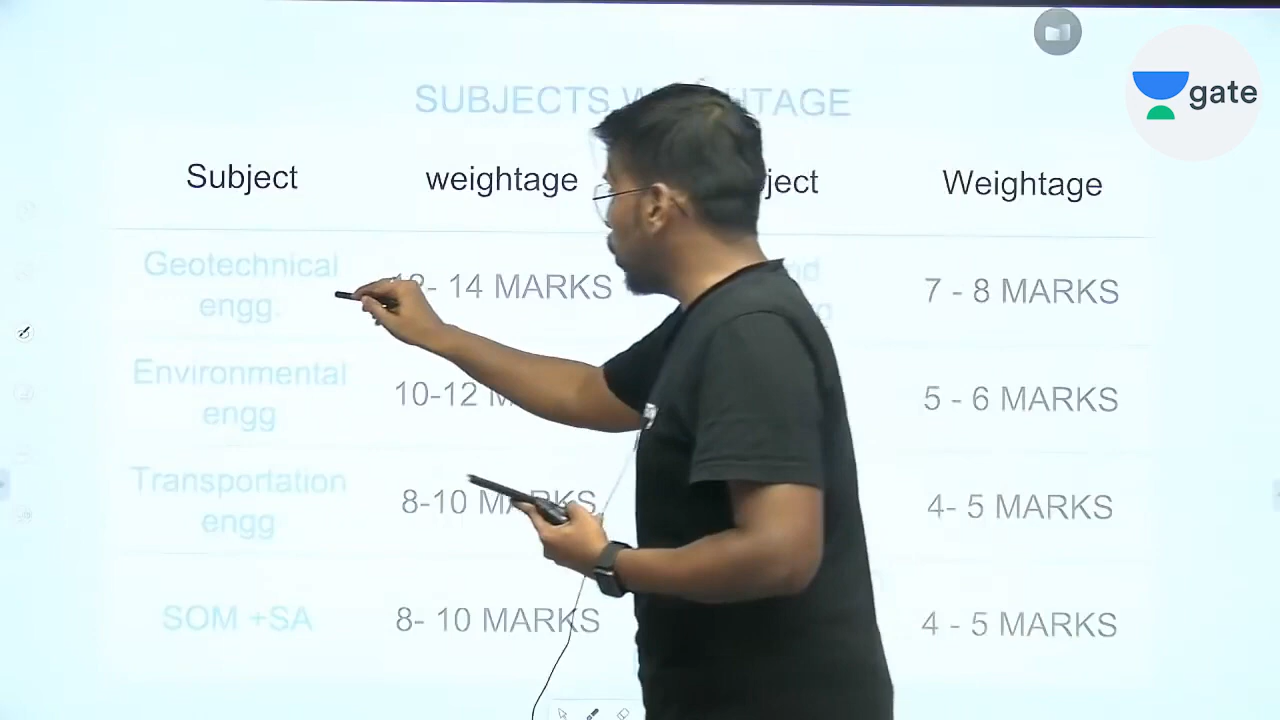 gate
SUBJECTS
Subject weightage Weightage
Geotechnical
engg.
14 MARKS
7 - 8 MARKS
Environmental
engg
10-12
5 - 6 MARKS
Transportation
engg
8-10 MARKS
4- 5 MARKS
SOM +SA
8- 10 MARKS
4 - 5 MARKS